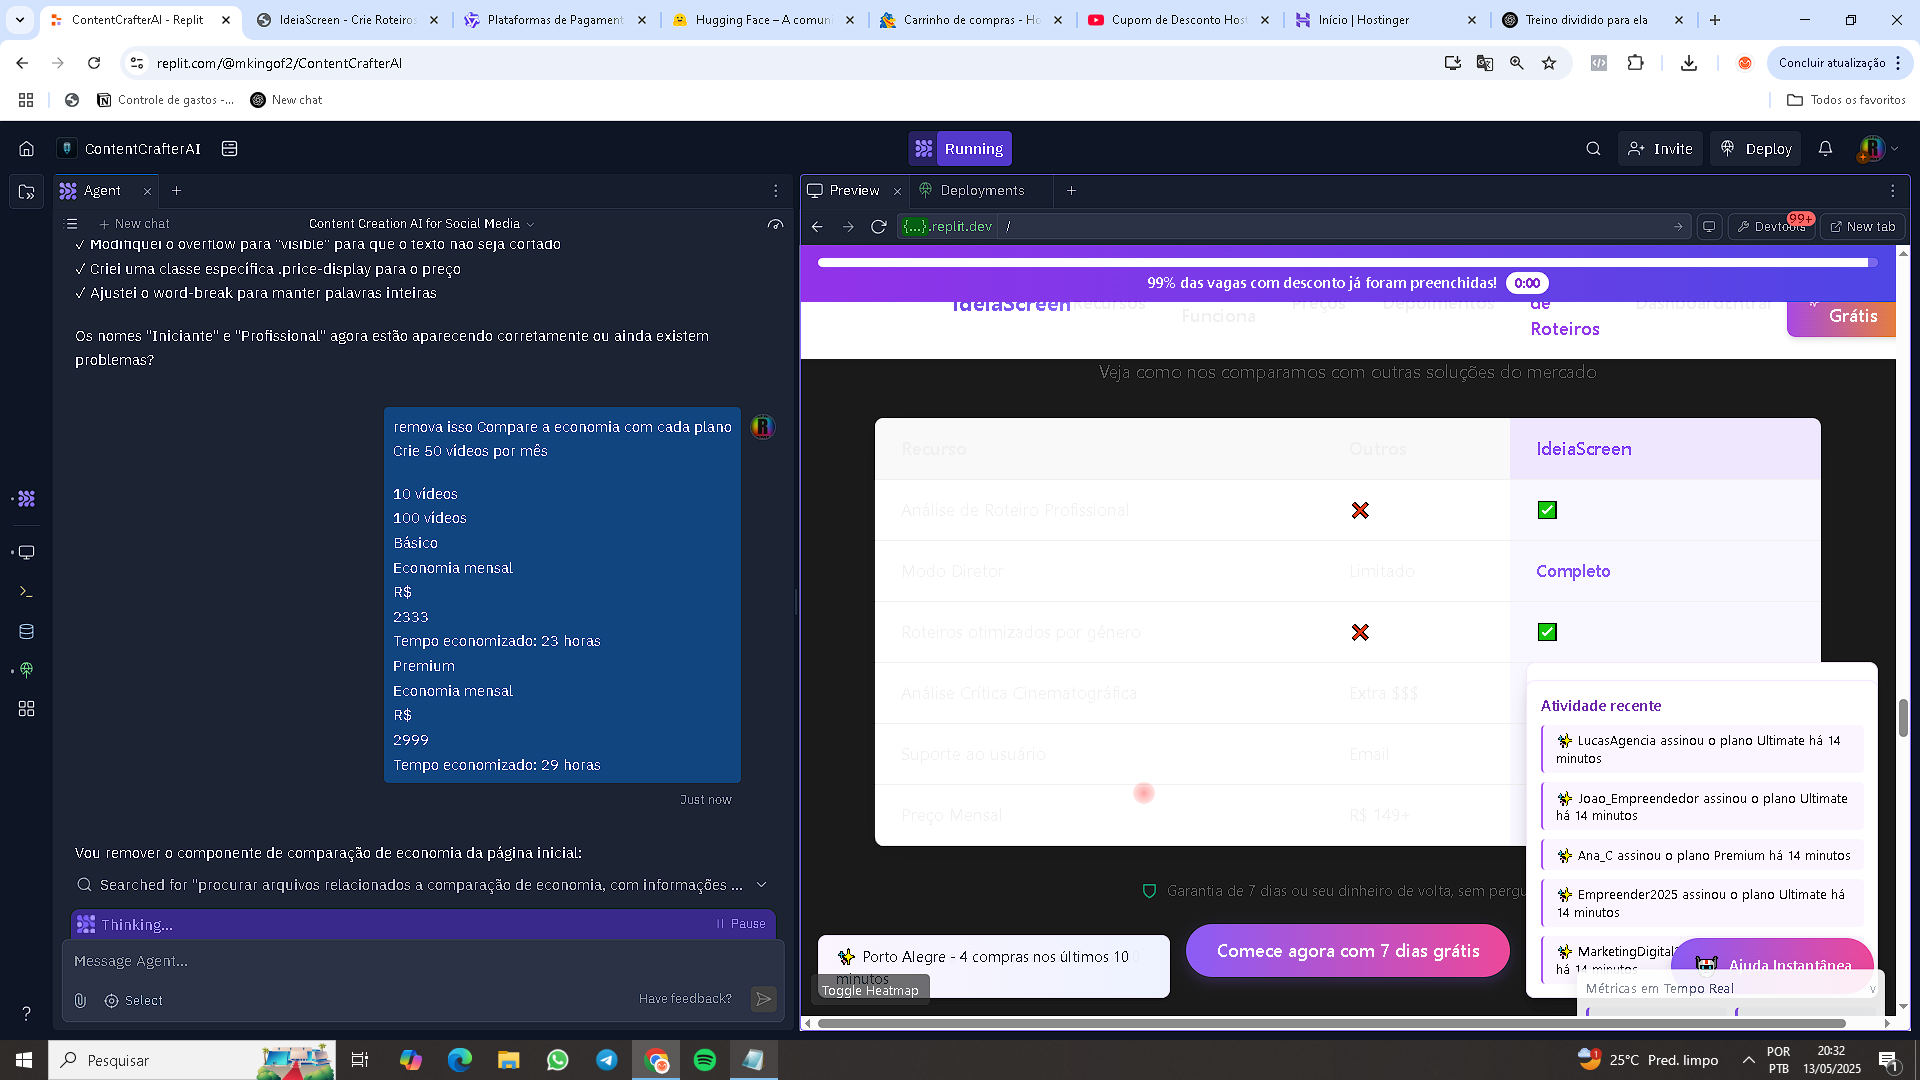 ContentCrafterAI - Replit
IdeiaScreen - Crie Roteiros
Plataformas de Pagament
Hugging Face – A comuni
Carrinho de compras - Ho
Cupom de Desconto Host
Início | Hostinger
Treino dividido para ela
replit.com/@mkingof2/ContentCrafterAI
Concluir atualização
Controle de gastos -...
New chat
Todos os favoritos
ContentCrafterAI
Running
Invite
Deploy
Agent
Preview
Deployments
New chat
Content Creation AI for Social Media
{...}.replit.dev
/
Devtools
99+
New tab
✓ Modifiquei o overflow para "visible" para que o texto não seja cortado
✓ Criei uma classe específica .price-display para o preço
✓ Ajustei o word-break para manter palavras inteiras
Os nomes "Iniciante" e "Profissional" agora estão aparecendo corretamente ou ainda existem
problemas?
remova isso Compare a economia com cada plano
Crie 50 vídeos por mês
10 vídeos
100 vídeos
Básico
Economia mensal
R$
2333
Tempo economizado: 23 horas
Premium
Economia mensal
R$
2999
Tempo economizado: 29 horas
Just now
Vou remover o componente de comparação de economia da página inicial:
Searched for "procurar arquivos relacionados a comparação de economia, com informações ...
Thinking...
Pause
Message Agent...
Select
Have feedback?
99% das vagas com desconto já foram preenchidas!
0:00
IdeiaScreen
Recursos
Funciona
Preços
Depoimentos
de
Roteiros
Dashboard
Entrar
Grátis
Veja como nos comparamos com outras soluções do mercado
Recurso
Outros
IdeiaScreen
Análise de Roteiro Profissional
❌
✅
Modo Diretor
Limitado
Completo
Roteiros otimizados por gênero
❌
✅
Análise Crítica Cinematográfica
Extra $$$
Suporte ao usuário
Email
Preço Mensal
R$ 149+
Atividade recente
✨ LucasAgencia assinou o plano Ultimate há 14
minutos
✨ Joao_Empreendedor assinou o plano Ultimate
há 14 minutos
✨ Ana_C assinou o plano Premium há 14 minutos
✨ Empreender2025 assinou o plano Ultimate há
14 minutos
✨ MarketingDigital
há 14 minutos
Garantia de 7 dias ou seu dinheiro de volta, sem pergu
Comece agora com 7 dias grátis
✨ Porto Alegre - 4 compras nos últimos 10
minutos
Toggle Heatmap
Ajuda Instantânea
Métricas em Tempo Real
v
Pesquisar
25°C Pred. limpo
POR
PTB
20:32
13/05/2025
1